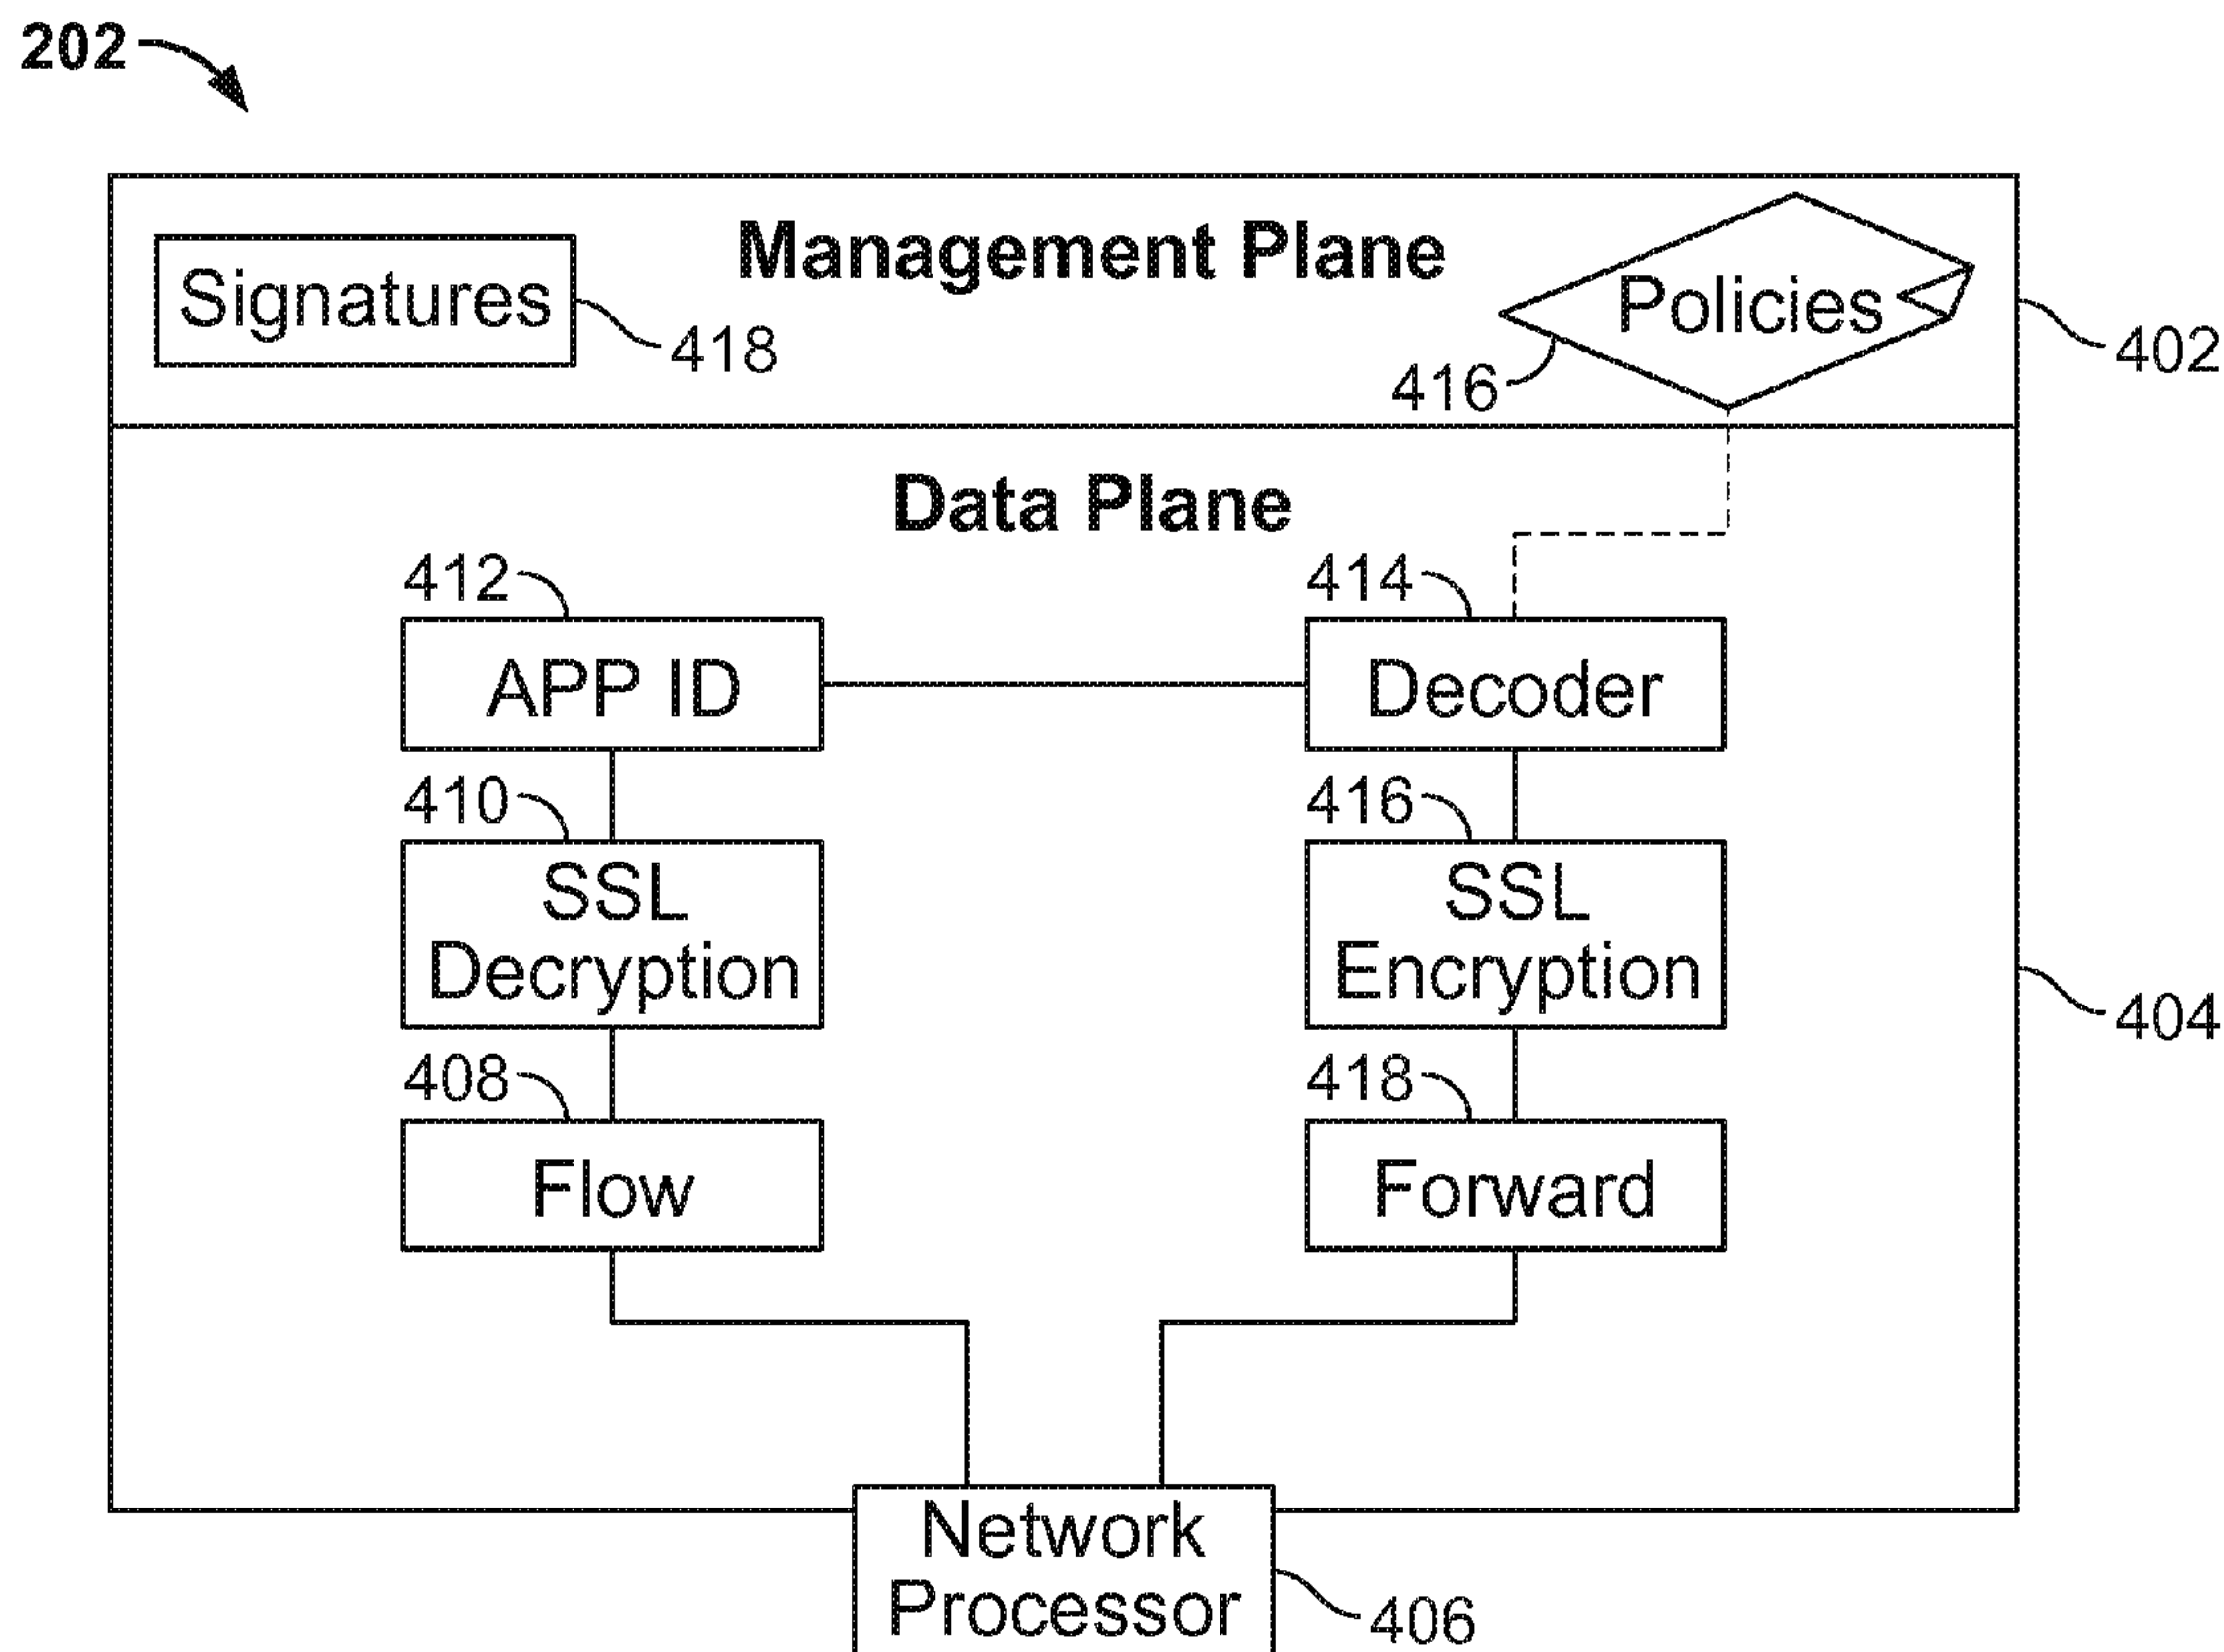 202
Management Plane
Signatures
418
Policies
416
402
Data Plane
412
414
APP ID
Decoder
410
416
SSL
Decryption
SSL
Encryption
404
408
418
Flow
Forward
Network
Processor
406